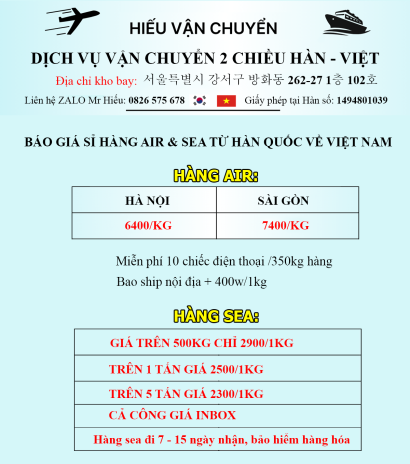 HIẾU VẬN CHUYỂN
DỊCH VỤ VẬN CHUYỂN 2 CHIỀU HÀN - VIỆT
Địa chỉ kho bay: 서울특별시 강서구 방화동 262-27 1층 102호
Liên hệ ZALO Mr Hiếu: 0826 575 678 Giấy phép tại Hàn số: 1494801039
BÁO GIÁ SỈ HÀNG AIR & SEA TỪ HÀN QUỐC VỀ VIỆT NAM
HÀNG AIR:
HÀ NỘI SÀI GÒN
6400/KG 7400/KG
Miễn phí 10 chiếc điện thoại /350kg hàng
Bao ship nội địa + 400w/1kg
HÀNG SEA:
GIÁ TRÊN 500KG CHỈ 2900/1KG
TRÊN 1 TẤN GIÁ 2500/1KG
TRÊN 5 TẤN GIÁ 2300/1KG
CẢ CÔNG GIÁ INBOX
Hàng sea đi 7 - 15 ngày nhận, bảo hiểm hàng hóa